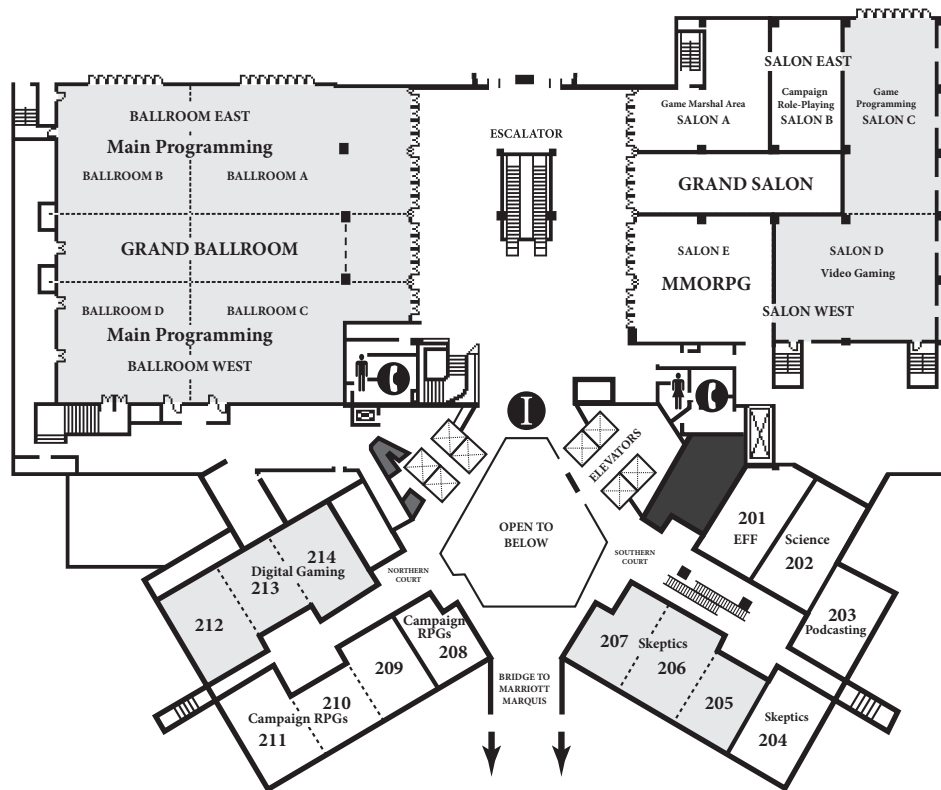 BALLROOM EAST
Main Programming
BALLROOM B
BALLROOM A
GRAND BALLROOM
BALLROOM D
BALLROOM C
Main Programming
BALLROOM WEST
ESCALATOR
SALON EAST
Game Marshal Area
SALON A
Campaign
Role-Playing
SALON B
Game
Programming
SALON C
GRAND SALON
SALON E
MMORPG
SALON D
Video Gaming
SALON WEST
I
ELEVATORS
OPEN TO
BELOW
NORTHERN
COURT
SOUTHERN
COURT
214
Digital Gaming
213
212
Campaign
RPGs
208
209
210
Campaign RPGs
211
BRIDGE TO
MARRIOTT
MARQUIS
201
EFF
Science
202
203
Podcasting
207
Skeptics
206
205
Skeptics
204